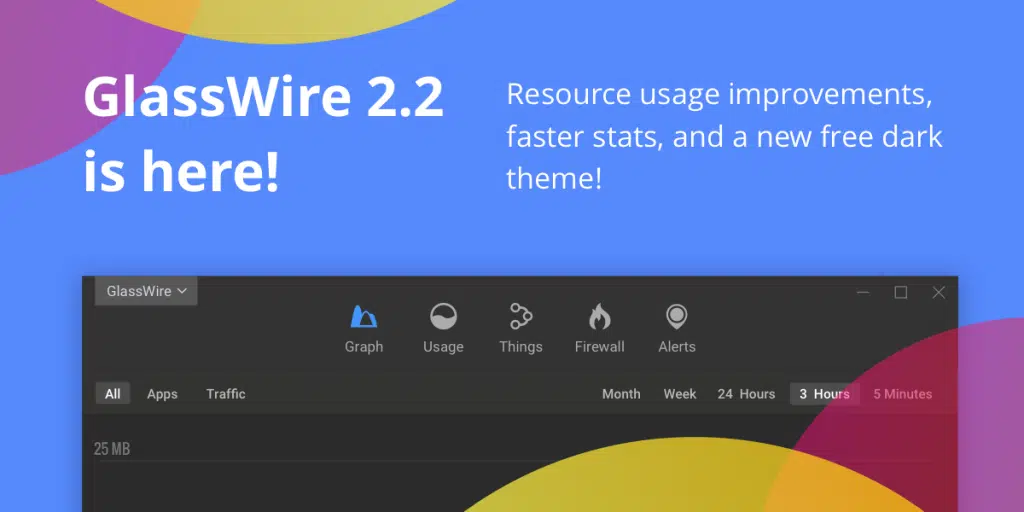 GlassWire 2.2
is here!
Resource usage improvements,
faster stats, and a new free dark
theme!
GlassWire
Graph Usage Things Firewall Alerts
All Apps Traffic Month Week 24 Hours 3 Hours 5 Minutes
25 MB